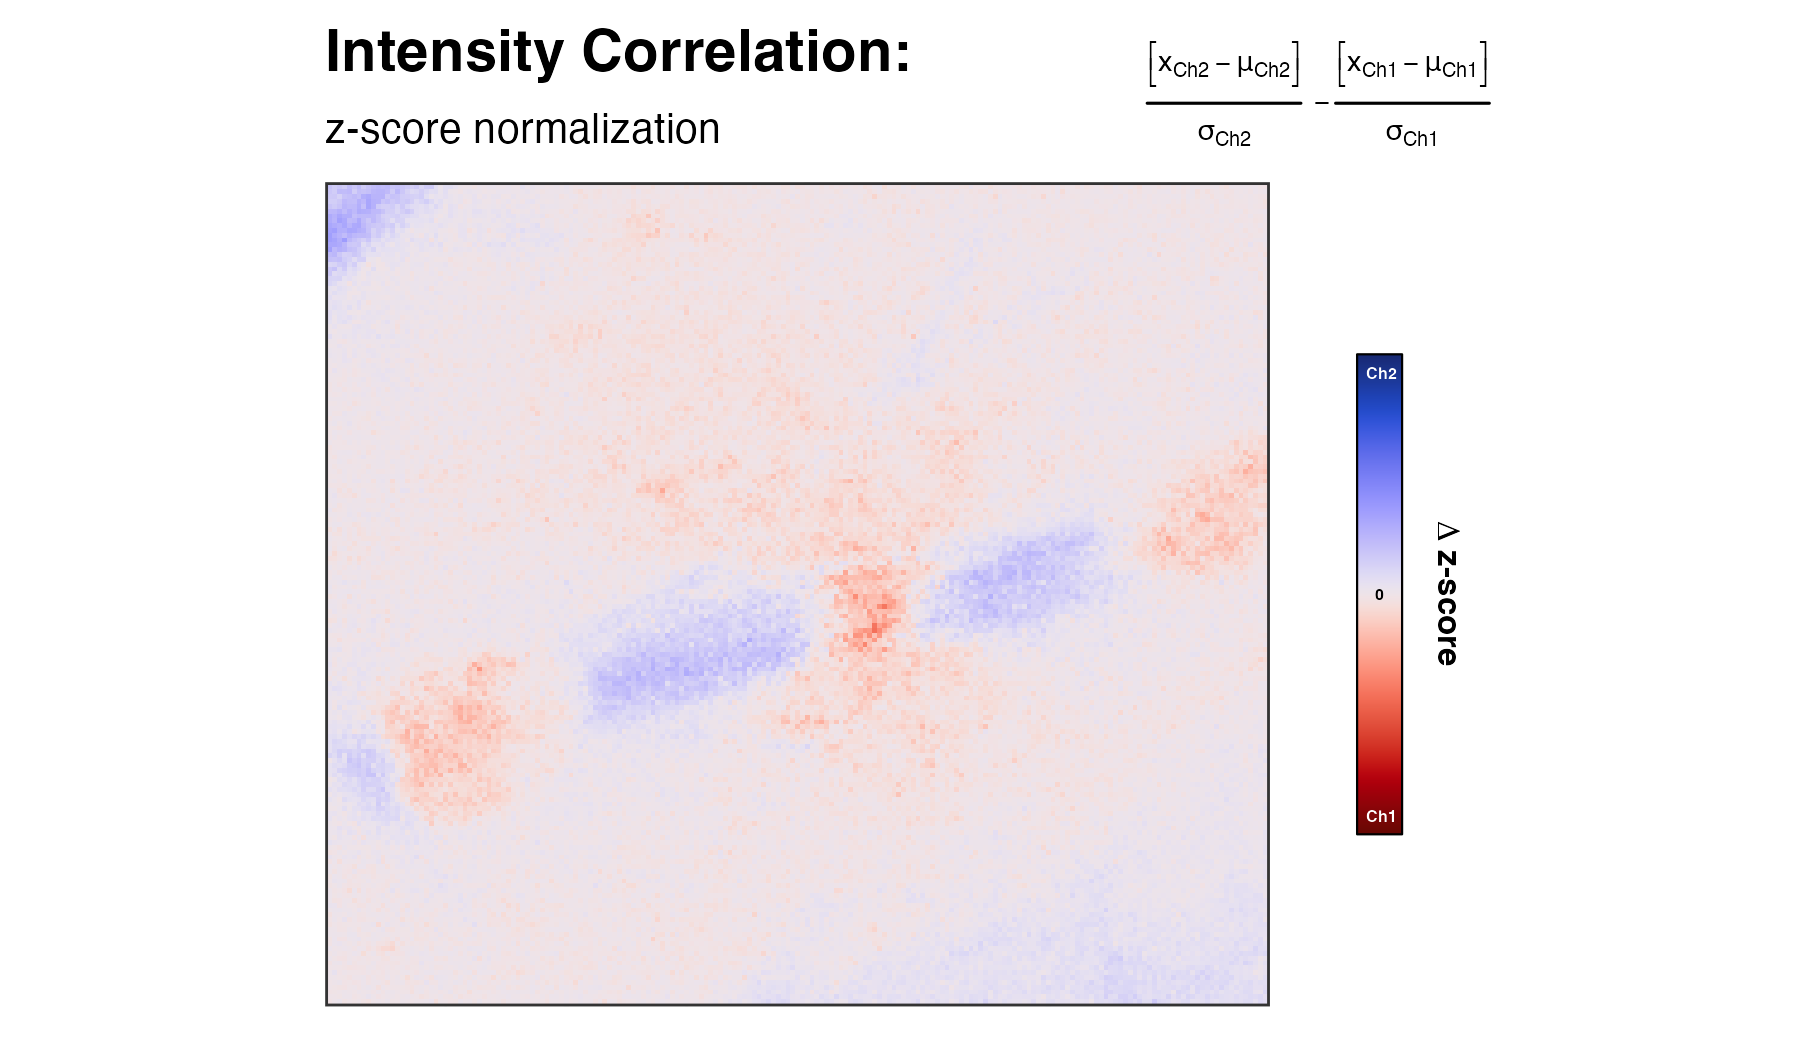 Intensity Correlation:
z-score normalization
[xCh2 – μCh2] [xCh1 – μCh1]
–
σCh2 σCh1
Ch2
0
Ch1
Δ z-score